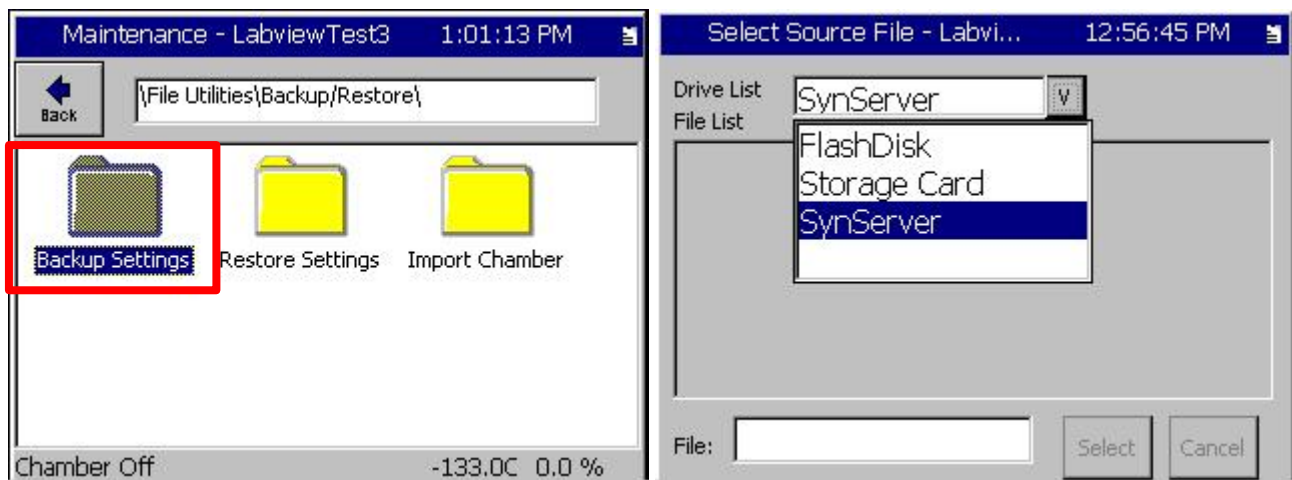 Maintenance - LabviewTest3 1:01:13 PM
Back
\File Utilities\Backup/Restore\
Backup Settings Restore Settings Import Chamber
Chamber Off -133.0C 0.0 %
Select Source File - Labvi... 12:56:45 PM
Drive List SynServer V
File List
FlashDisk
Storage Card
SynServer
File: Select Cancel